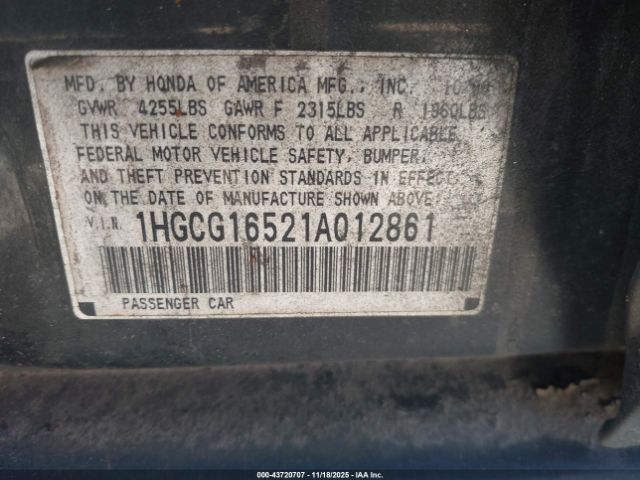 MFD. BY HONDA OF AMERICA MFG., INC.
GVWR 4255LBS GAWR F 2315LBS R 1960LBS
THIS VEHICLE CONFORMS TO ALL APPLICABLE
FEDERAL MOTOR VEHICLE SAFETY, BUMPER,
AND THEFT PREVENTION STANDARDS IN EFFECT
ON THE DATE OF MANUFACTURE SHOWN ABOVE.
V.I.N. 1HGCG16521A012861
PASSENGER CAR
000-43720707 - 11/18/2025 - IAA Inc.